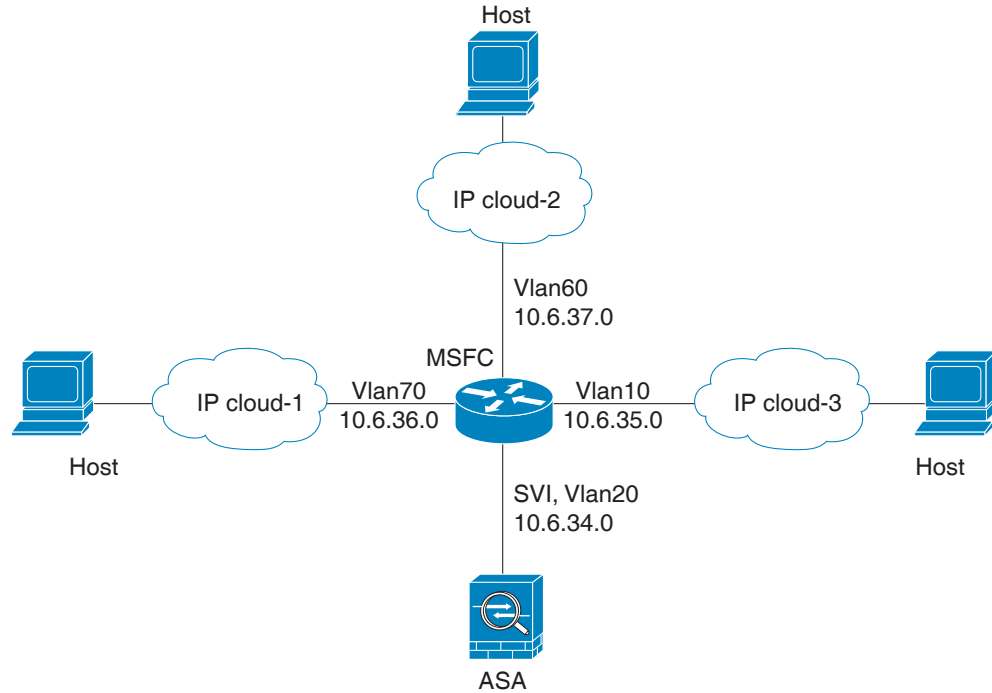 Host
IP cloud-2
Vlan60
10.6.37.0
MSFC
IP cloud-1
Vlan70
10.6.36.0
Vlan10
10.6.35.0
IP cloud-3
Host
Host
SVI, Vlan20
10.6.34.0
ASA